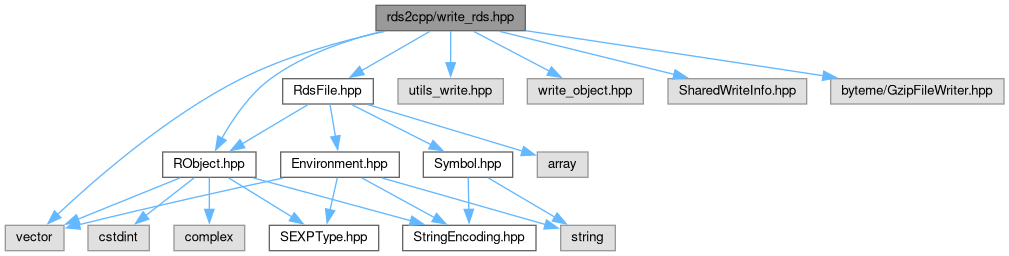 rds2cpp/write_rds.hpp
RdsFile.hpp
utils_write.hpp
write_object.hpp
SharedWriteInfo.hpp
byteme/GzipFileWriter.hpp
RObject.hpp
Environment.hpp
Symbol.hpp
array
vector
cstdint
complex
SEXPType.hpp
StringEncoding.hpp
string